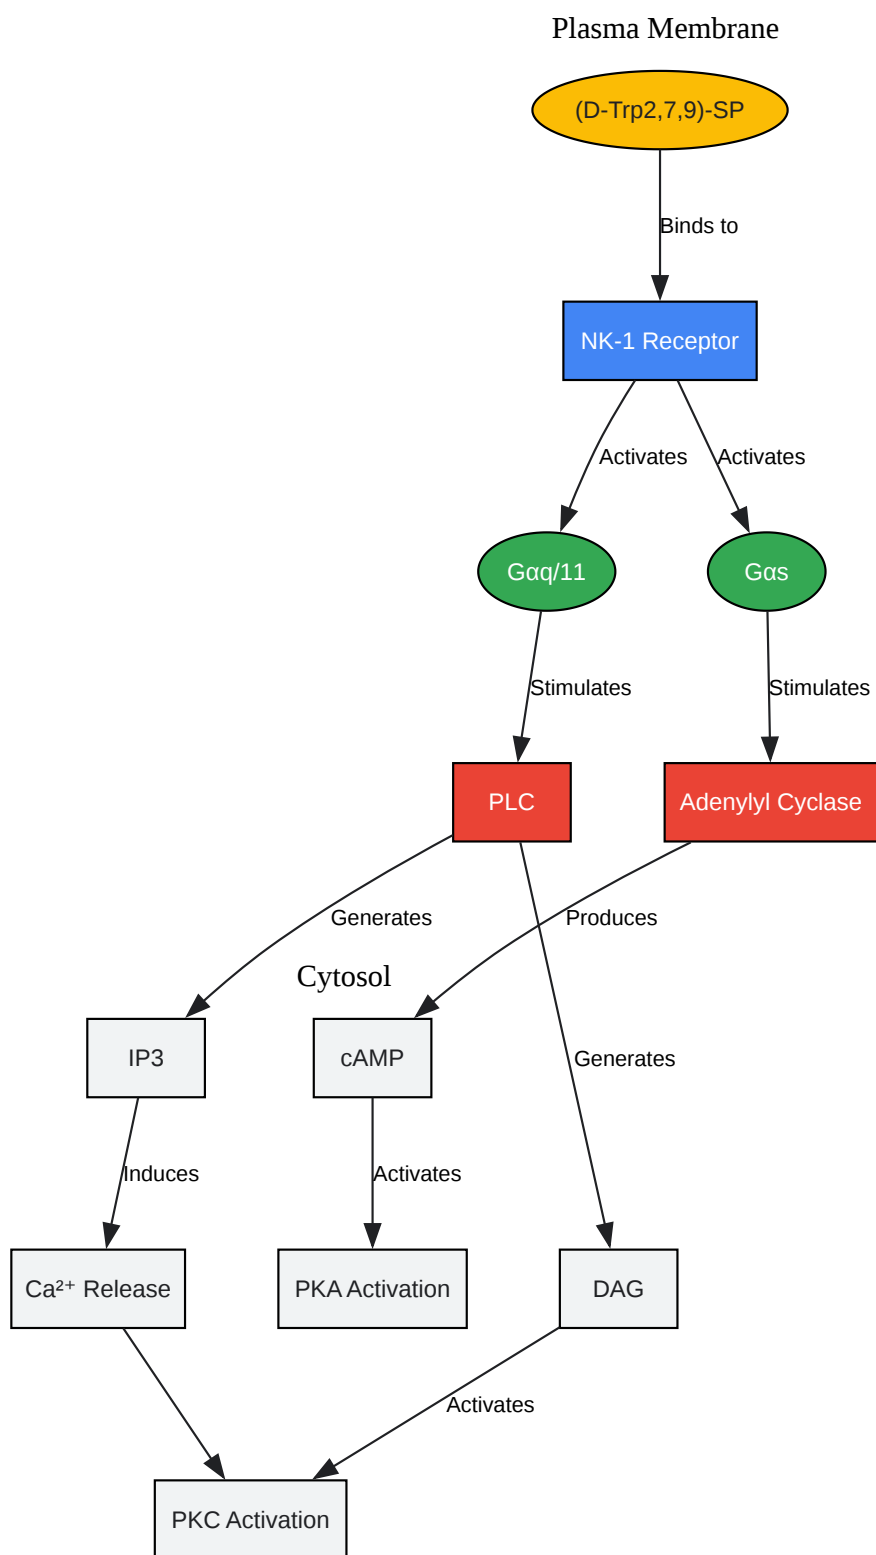 Plasma Membrane
(D-Trp2,7,9)-SP
Binds to
NK-1 Receptor
Activates
Activates
Gαq/11
Gαs
Stimulates
Stimulates
PLC
Adenylyl Cyclase
Generates
Produces
Cytosol
IP3
cAMP
Generates
Induces
Activates
Ca²⁺ Release
PKA Activation
DAG
Activates
PKC Activation